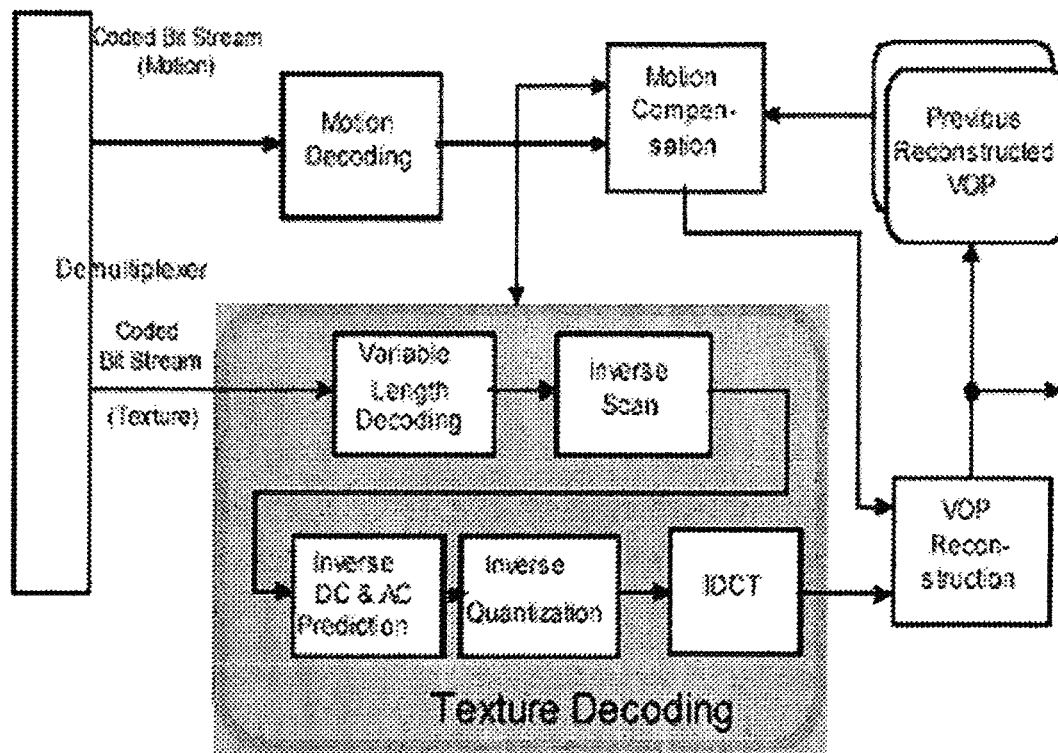 Coded Bit Stream
(Motion)
Motion
Decoding
Motion
Compen-
sation
Previous
Reconstructed
VOP
Demultiplexer
Coded
Bit Stream
(Texture)
Variable
Length
Decoding
Inverse
Scan
Inverse
DC & AC
Prediction
Inverse
Quantization
IDCT
VOP
Recon-
struction
Texture Decoding